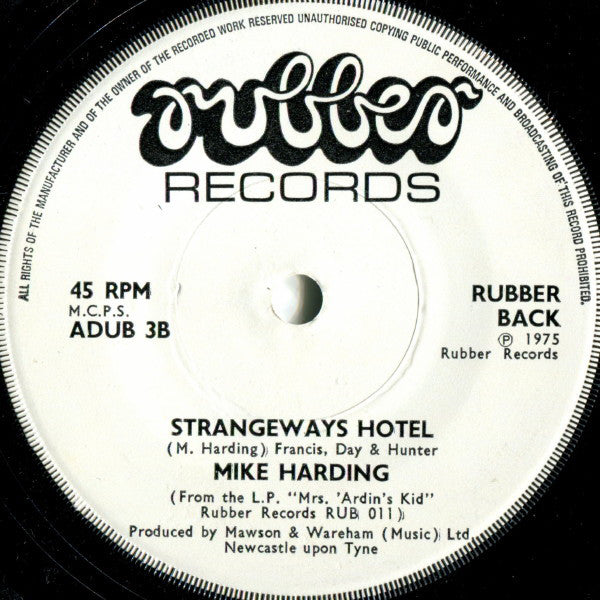 ALL RIGHTS OF THE MANUFACTURER AND OF THE OWNER OF THE RECORDED WORK RESERVED UNAUTHORISED COPYING PUBLIC PERFORMANCE AND BROADCASTING OF THIS RECORD PROHIBITED.
rubber
RECORDS
45 RPM
M.C.P.S.
ADUB 3B
RUBBER
BACK
℗ 1975
Rubber Records
STRANGEWAYS HOTEL
(M. Harding) Francis, Day & Hunter
MIKE HARDING
(From the L.P. "Mrs. 'Ardin's Kid"
Rubber Records RUB 011)
Produced by Mawson & Wareham (Music) Ltd,
Newcastle upon Tyne